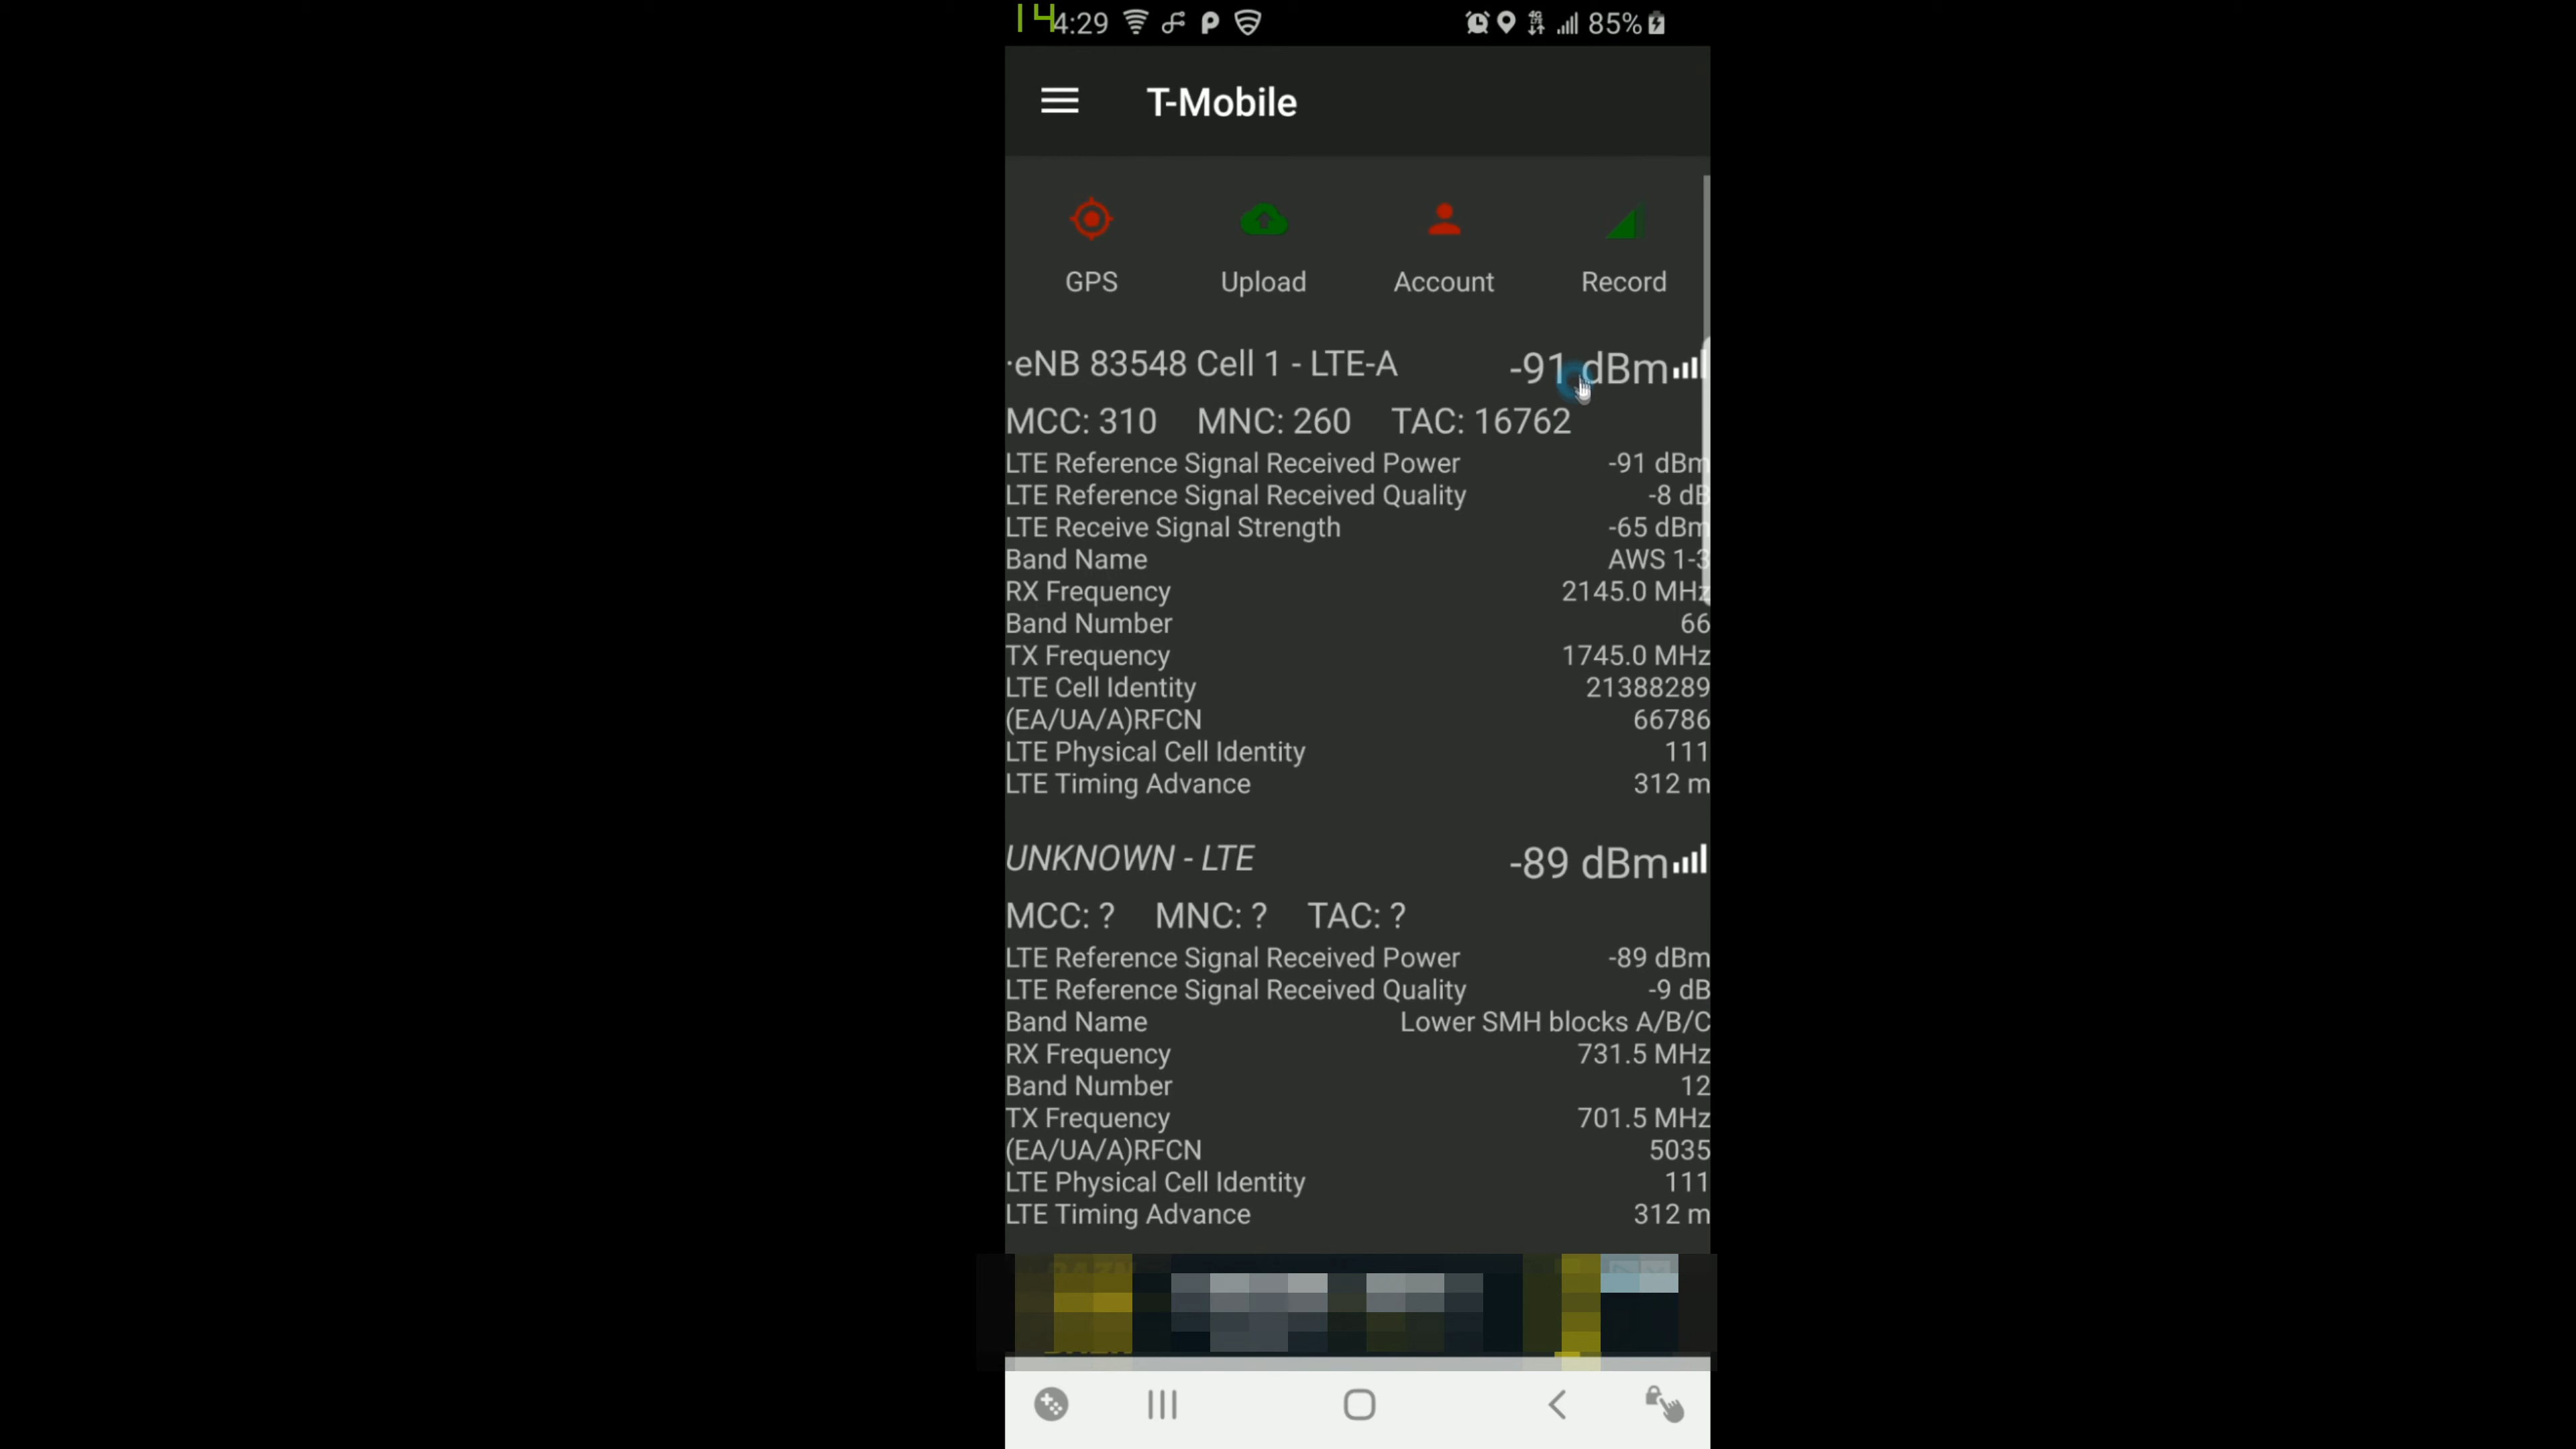 14
4:29 85%
T-Mobile
GPS Upload Account Record
·eNB 83548 Cell 1 - LTE-A -91 dBm
MCC: 310 MNC: 260 TAC: 16762
LTE Reference Signal Received Power -91 dBm
LTE Reference Signal Received Quality -8 dB
LTE Receive Signal Strength -65 dBm
Band Name AWS 1-3
RX Frequency 2145.0 MHz
Band Number 66
TX Frequency 1745.0 MHz
LTE Cell Identity 21388289
(EA/UA/A)RFCN 66786
LTE Physical Cell Identity 111
LTE Timing Advance 312 m
UNKNOWN - LTE -89 dBm
MCC: ? MNC: ? TAC: ?
LTE Reference Signal Received Power -89 dBm
LTE Reference Signal Received Quality -9 dB
Band Name Lower SMH blocks A/B/C
RX Frequency 731.5 MHz
Band Number 12
TX Frequency 701.5 MHz
(EA/UA/A)RFCN 5035
LTE Physical Cell Identity 111
LTE Timing Advance 312 m